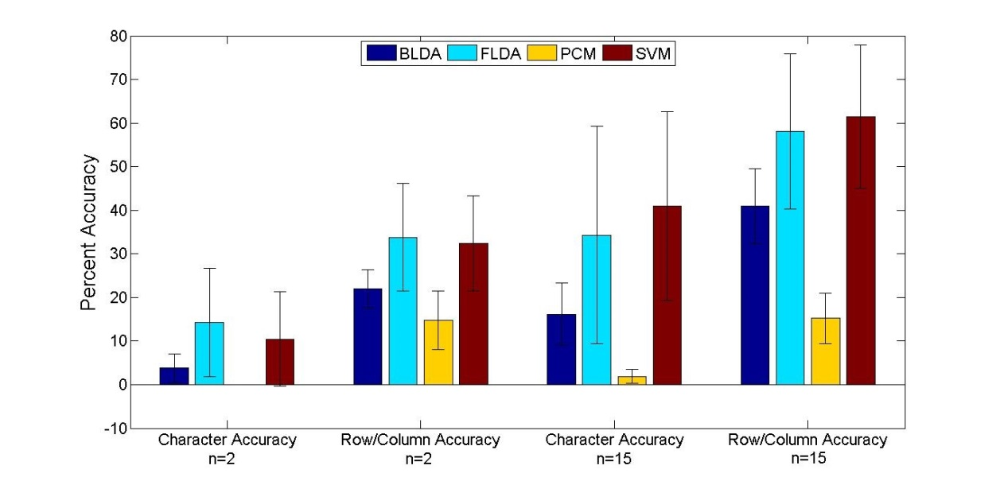 80
70
60
50
40
30
20
10
0
-10
Percent Accuracy
BLDA FLDA PCM SVM
Character Accuracy
n=2
Row/Column Accuracy
n=2
Character Accuracy
n=15
Row/Column Accuracy
n=15